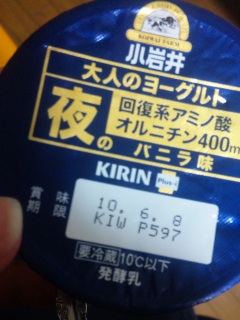 KOIWAI FARM
小岩井
大人のヨーグルト
夜の
回復系アミノ酸
オルニチン400m
バニラ味
KIRIN Plus-i
賞味期限
10.6.8
KIW P597
要冷蔵 10℃以下
発酵乳